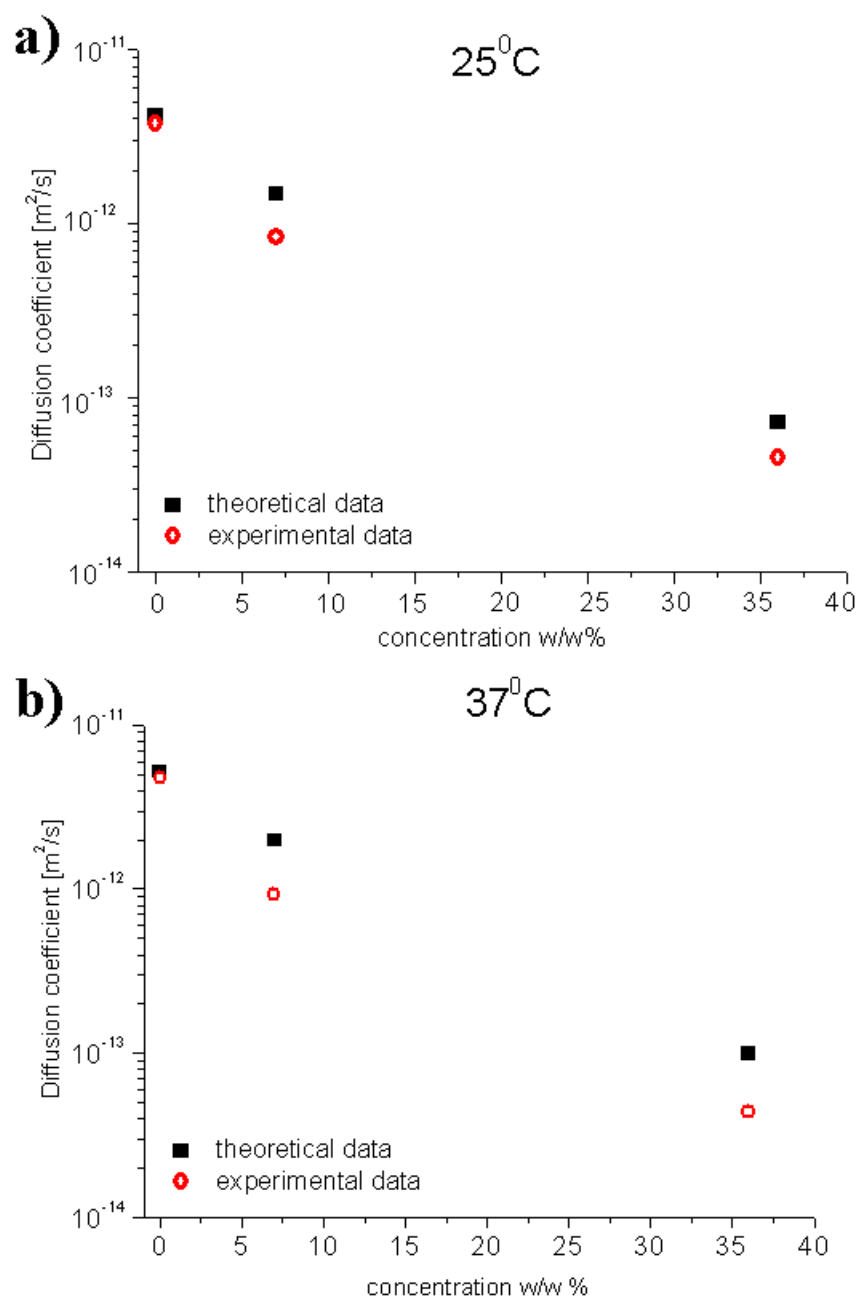 a)
25⁰C
10⁻¹¹
10⁻¹²
10⁻¹³
10⁻¹⁴
Diffusion coefficient [m²/s]
theoretical data
experimental data
0 5 10 15 20 25 30 35 40
concentration w/w%
b)
37⁰C
10⁻¹¹
10⁻¹²
10⁻¹³
10⁻¹⁴
Diffusion coefficient [m²/s]
theoretical data
experimental data
0 5 10 15 20 25 30 35 40
concentration w/w %